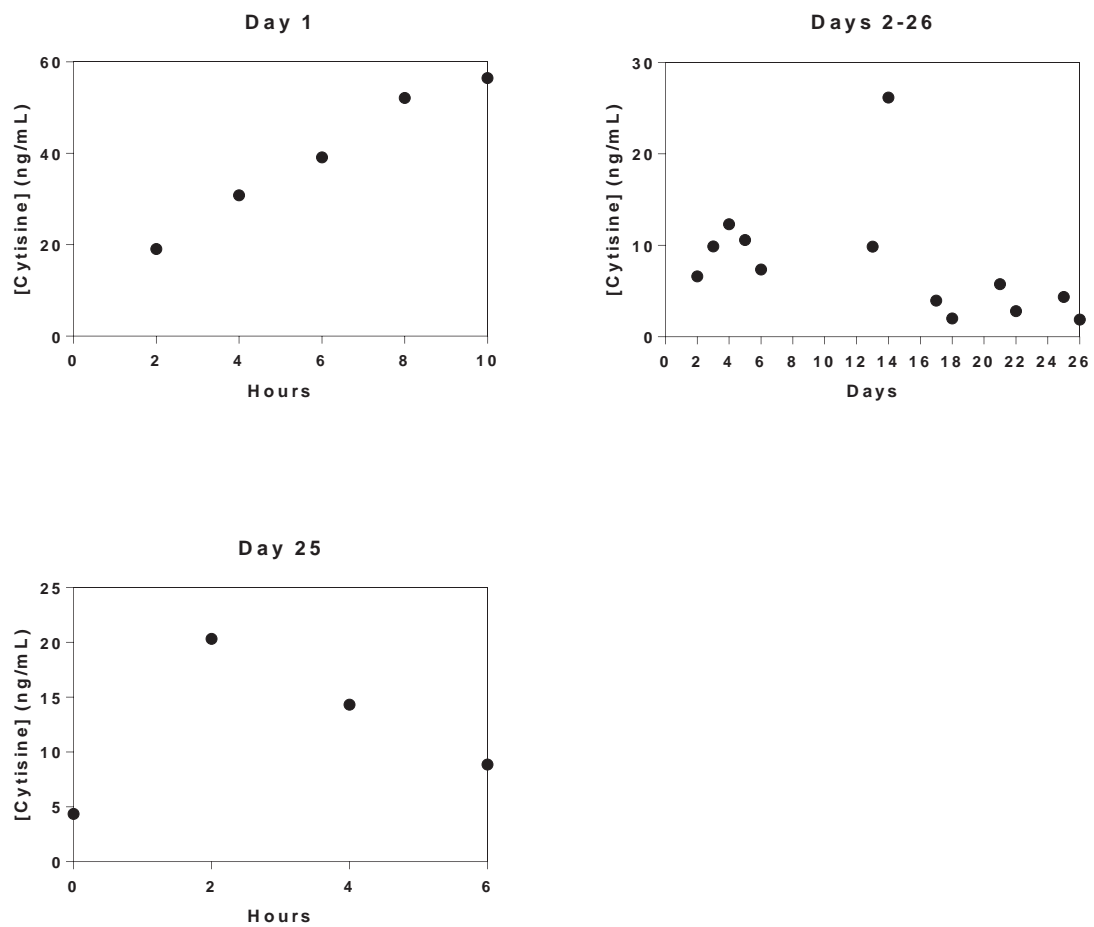 Day 1
[Cytisine] (ng/mL)
60
40
20
0
0 2 4 6 8 10
Hours
Days 2-26
[Cytisine] (ng/mL)
30
20
10
0
0 2 4 6 8 10 12 14 16 18 20 22 24 26
Days
Day 25
[Cytisine] (ng/mL)
25
20
15
10
5
0
0 2 4 6
Hours